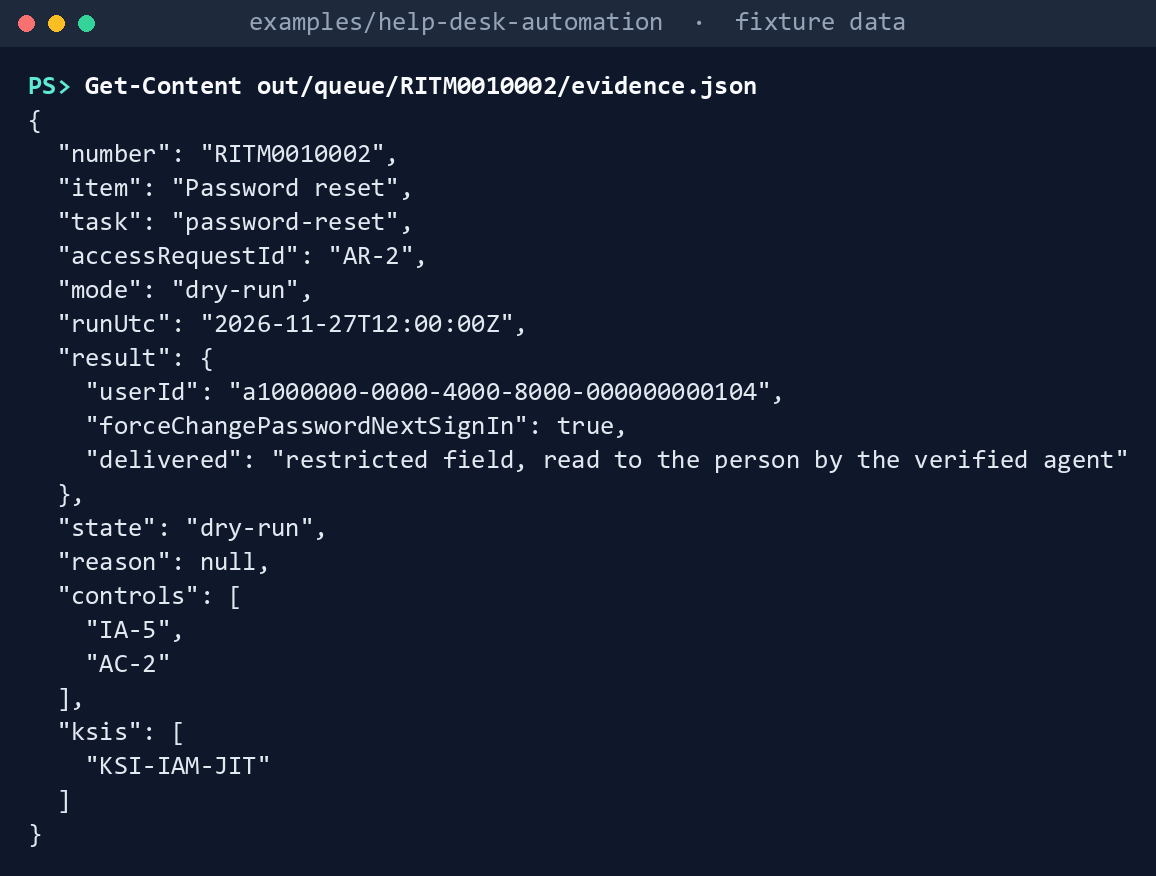 examples/help-desk-automation · fixture data
PS> Get-Content out/queue/RITM0010002/evidence.json
{
  "number": "RITM0010002",
  "item": "Password reset",
  "task": "password-reset",
  "accessRequestId": "AR-2",
  "mode": "dry-run",
  "runUtc": "2026-11-27T12:00:00Z",
  "result": {
    "userId": "a1000000-0000-4000-8000-000000000104",
    "forceChangePasswordNextSignIn": true,
    "delivered": "restricted field, read to the person by the verified agent"
  },
  "state": "dry-run",
  "reason": null,
  "controls": [
    "IA-5",
    "AC-2"
  ],
  "ksis": [
    "KSI-IAM-JIT"
  ]
}